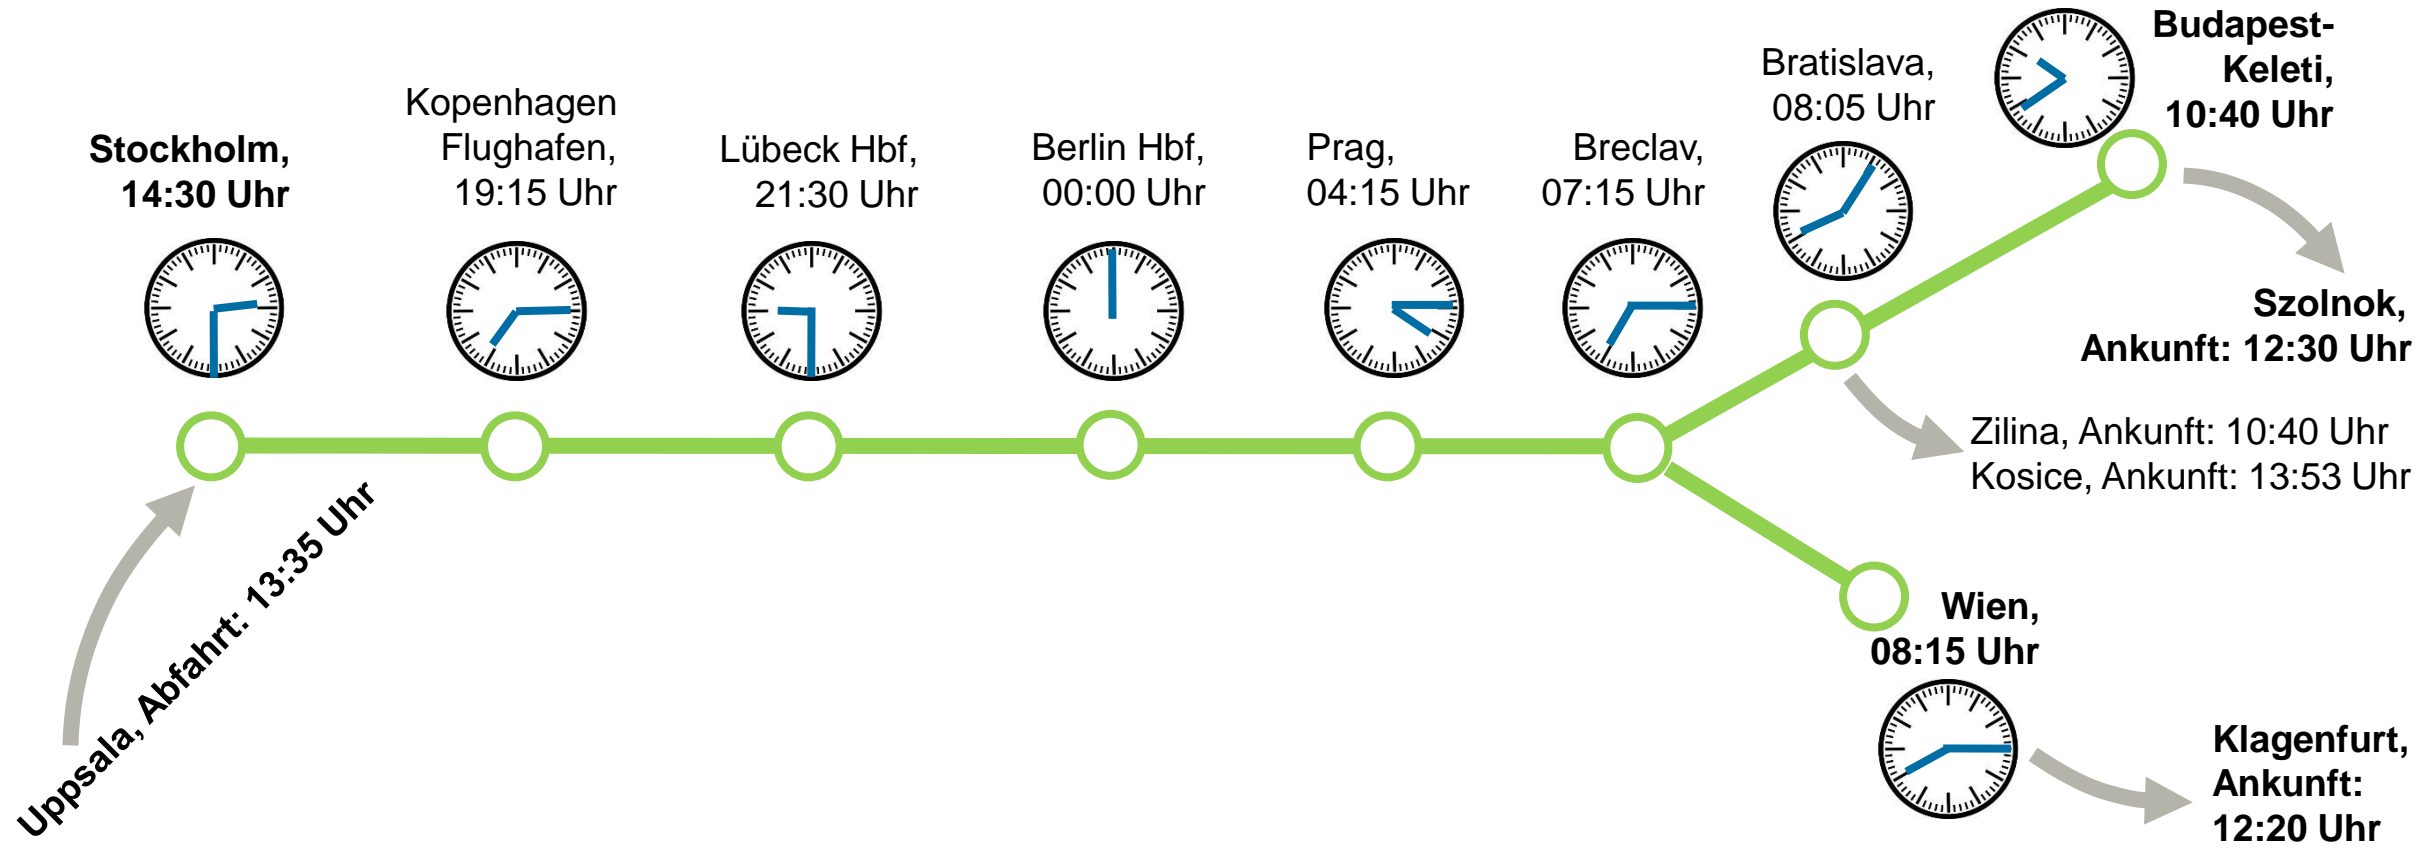 Stockholm,
14:30 Uhr
Kopenhagen
Flughafen,
19:15 Uhr
Lübeck Hbf,
21:30 Uhr
Berlin Hbf,
00:00 Uhr
Prag,
04:15 Uhr
Breclav,
07:15 Uhr
Bratislava,
08:05 Uhr
Budapest-
Keleti,
10:40 Uhr
Szolnok,
Ankunft: 12:30 Uhr
Zilina, Ankunft: 10:40 Uhr
Kosice, Ankunft: 13:53 Uhr
Uppsala, Abfahrt: 13:35 Uhr
Wien,
08:15 Uhr
Klagenfurt,
Ankunft:
12:20 Uhr